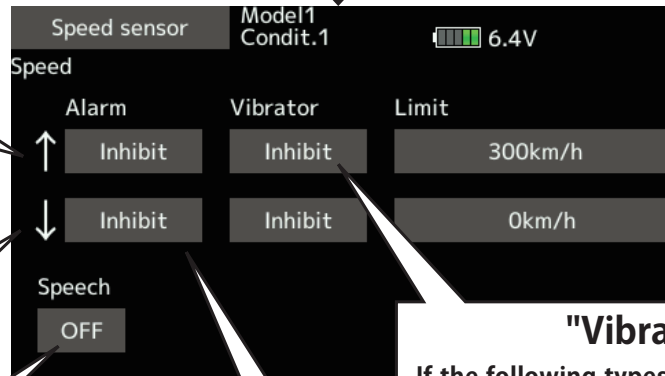 Speed sensor
Model1
Condit.1
6.4V
Speed
Alarm Vibrator Limit
↑ Inhibit Inhibit 300km/h
↓ Inhibit Inhibit 0km/h
Speech
OFF
If the following types